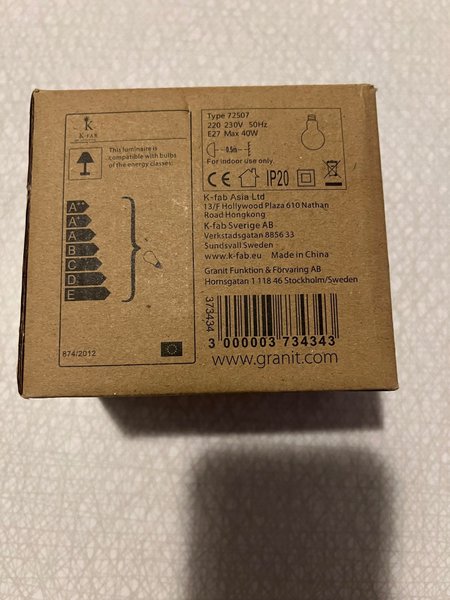 K
K-FAB
This luminaire is
compatible with bulbs
of the energy classes:
A++
A+
A
B
C
D
E
874/2012
Type 72507
220 230V 50Hz
E27 Max 40W
0.5m
For indoor use only
CE IP20
K-fab Asia Ltd
13/F Hollywood Plaza 610 Nathan
Road Hongkong
K-fab Sverige AB
Verkstadsgatan 8856 33
Sundsvall Sweden
www.k-fab.eu Made in China
Granit Funktion & Förvaring AB
Hornsgatan 1 118 46 Stockholm/Sweden
373434
3 000003 734343
www.granit.com